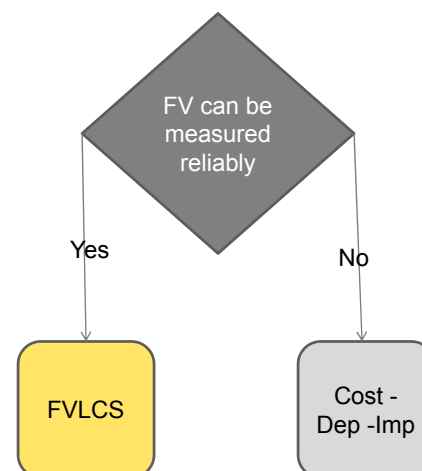 FV can be
measured
reliably
Yes
No
FVLCS
Cost -
Dep -Imp